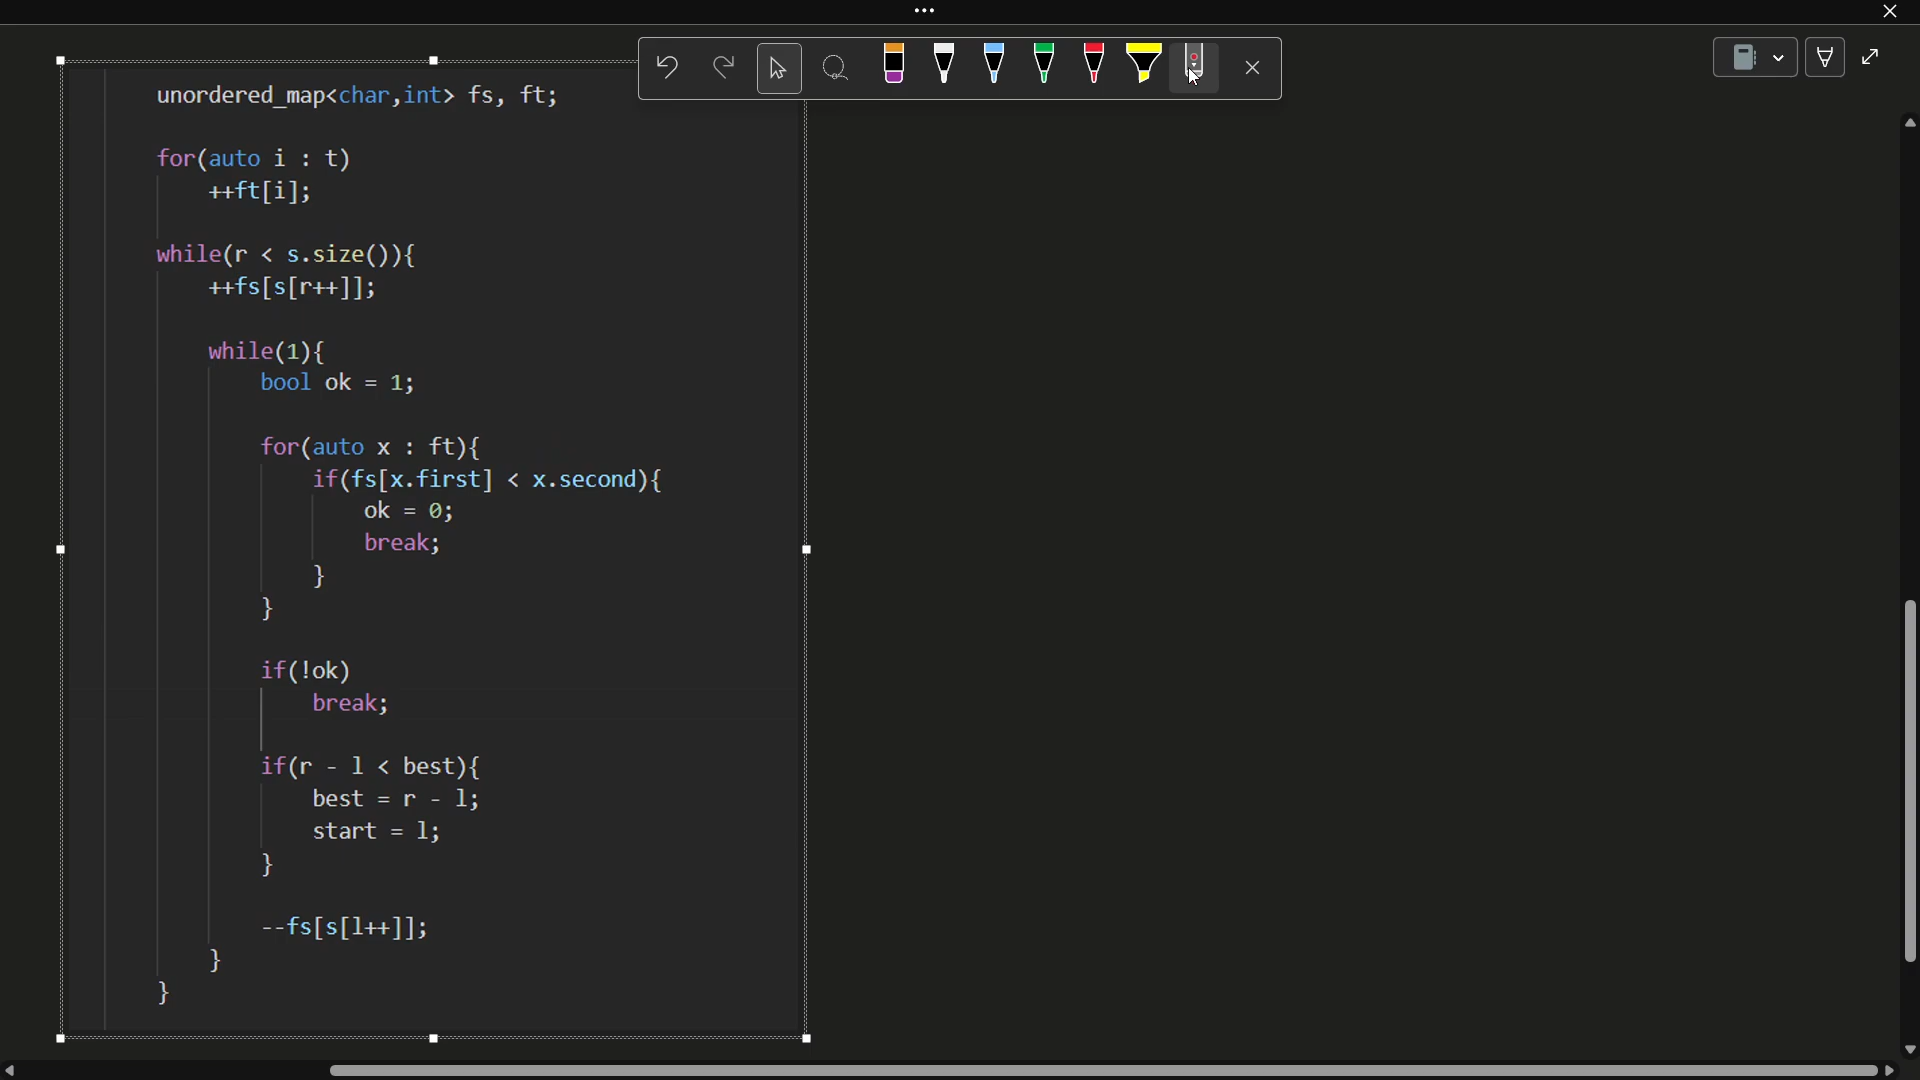 unordered_map<char,int> fs, ft;
for(auto i : t)
++ft[i];
while(r < s.size()){
++fs[s[r++]];
while(1){
bool ok = 1;
for(auto x : ft){
if(fs[x.first] < x.second){
ok = 0;
break;
}
}
if(!ok)
break;
if(r - l < best){
best = r - l;
start = l;
}
--fs[s[l++]];
}
}